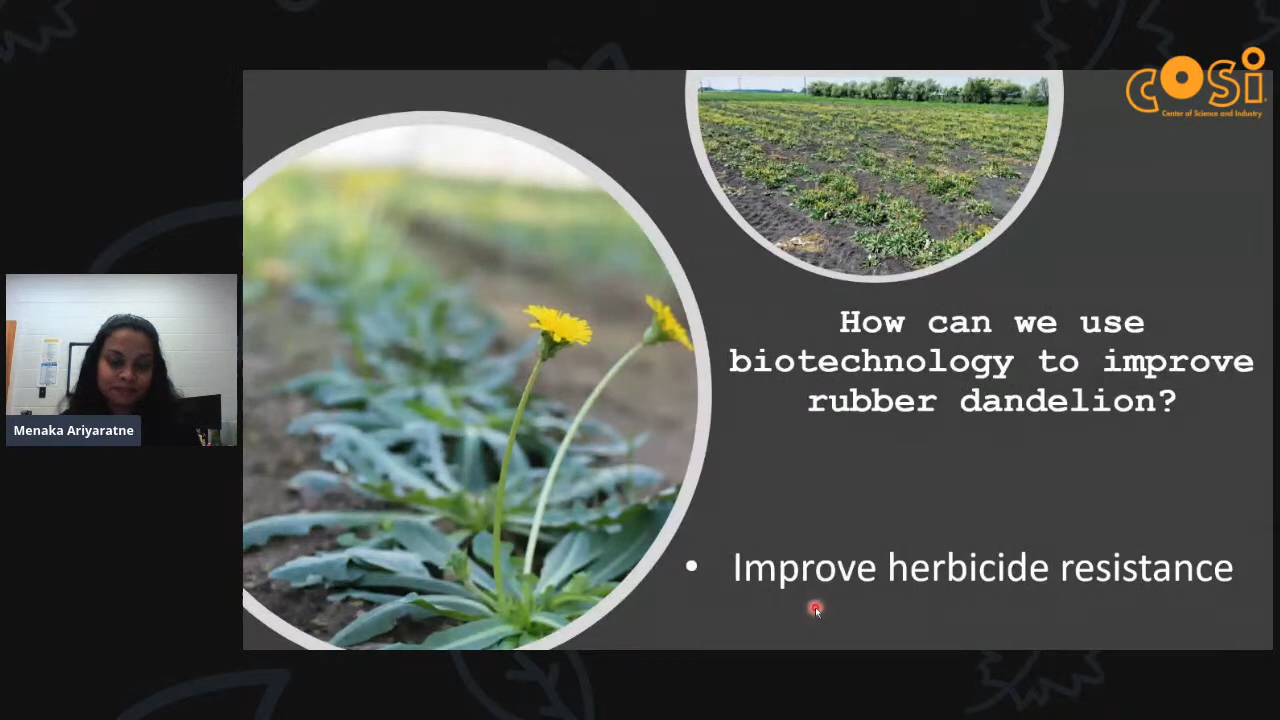 COSI
Center of Science and Industry
How can we use
biotechnology to improve
rubber dandelion?
• Improve herbicide resistance
Menaka Ariyaratne